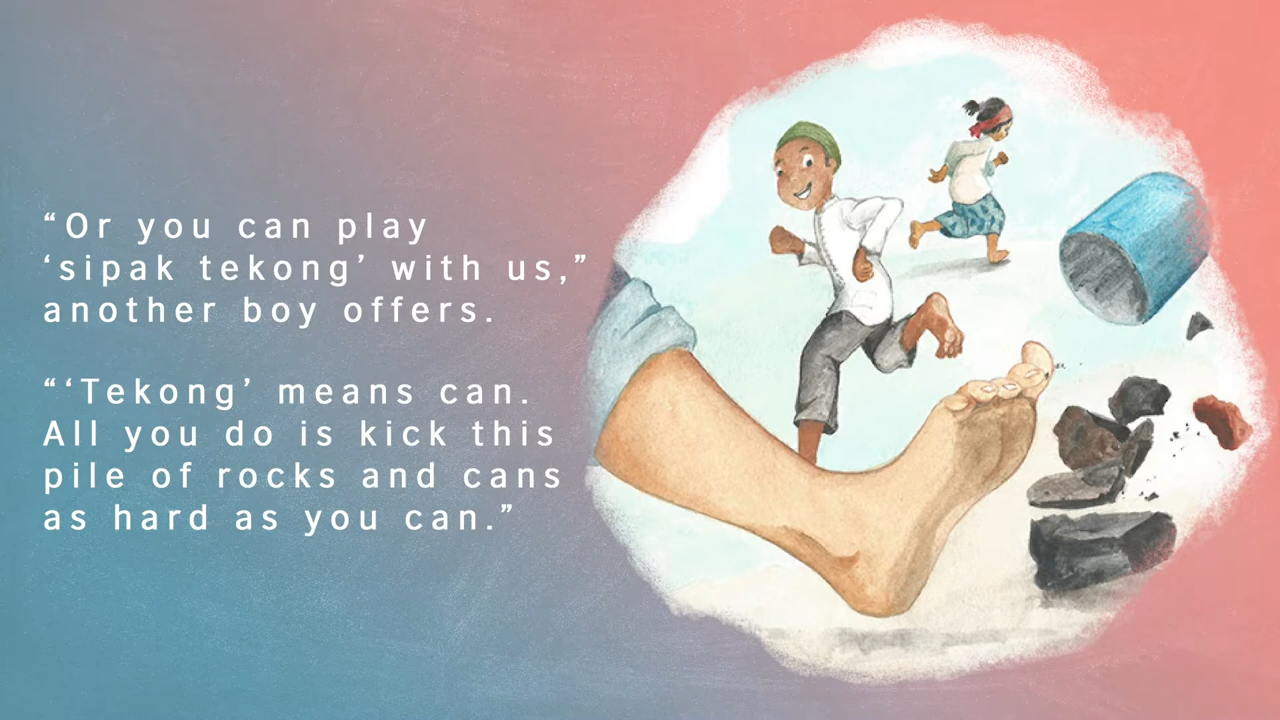 “Or you can play
‘sipak tekong’ with us,”
another boy offers.
“‘Tekong’ means can.
All you do is kick this
pile of rocks and cans
as hard as you can.”